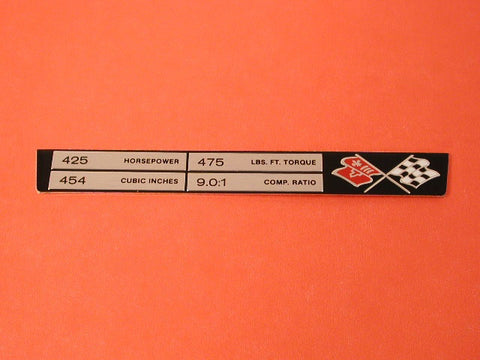 425 HORSEPOWER 475 LBS. FT. TORQUE
454 CUBIC INCHES 9.0:1 COMP. RATIO